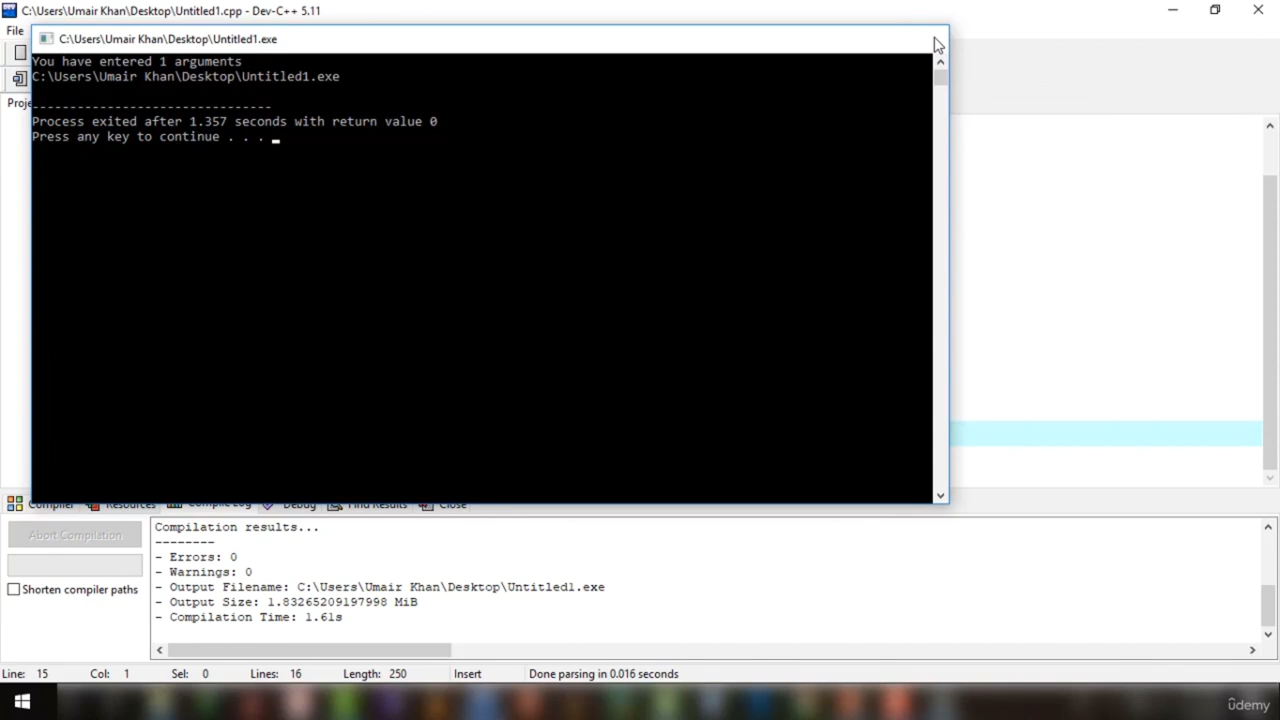 C:\Users\Umair Khan\Desktop\Untitled1.cpp - Dev-C++ 5.11
File
C:\Users\Umair Khan\Desktop\Untitled1.exe
You have entered 1 arguments
C:\Users\Umair Khan\Desktop\Untitled1.exe
--------------------------------
Process exited after 1.357 seconds with return value 0
Press any key to continue . . .
Proje
Compiler Resources Compile Log Debug Find Results Close
Abort Compilation
Shorten compiler paths
Compilation results...
--------
- Errors: 0
- Warnings: 0
- Output Filename: C:\Users\Umair Khan\Desktop\Untitled1.exe
- Output Size: 1.83265209197998 MiB
- Compilation Time: 1.61s
Line: 15 Col: 1 Sel: 0 Lines: 16 Length: 250 Insert Done parsing in 0.016 seconds
ûdemy